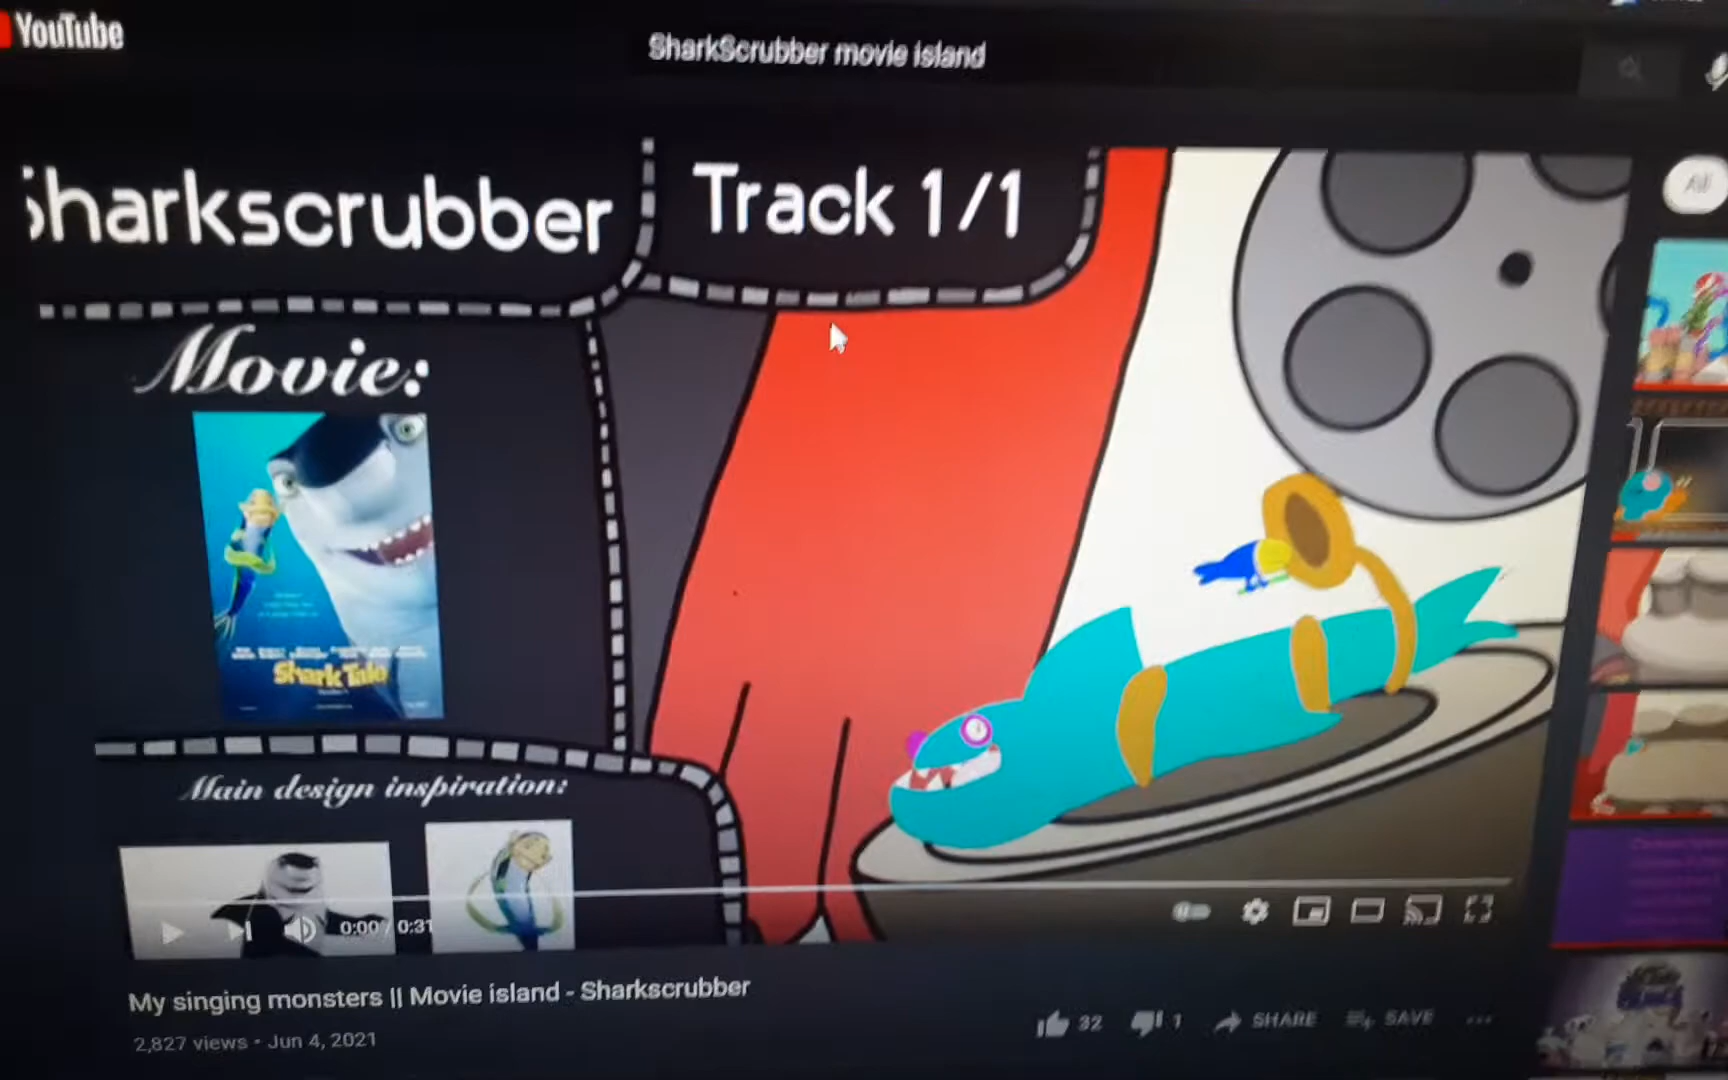 YouTube
SharkScrubber movie island
Sharkscrubber
Track 1/1
All
Movie:
Shark Tale
Main design inspiration:
0:00 / 0:31
My singing monsters || Movie island - Sharkscrubber
2,827 views • Jun 4, 2021
32
1
SHARE
SAVE